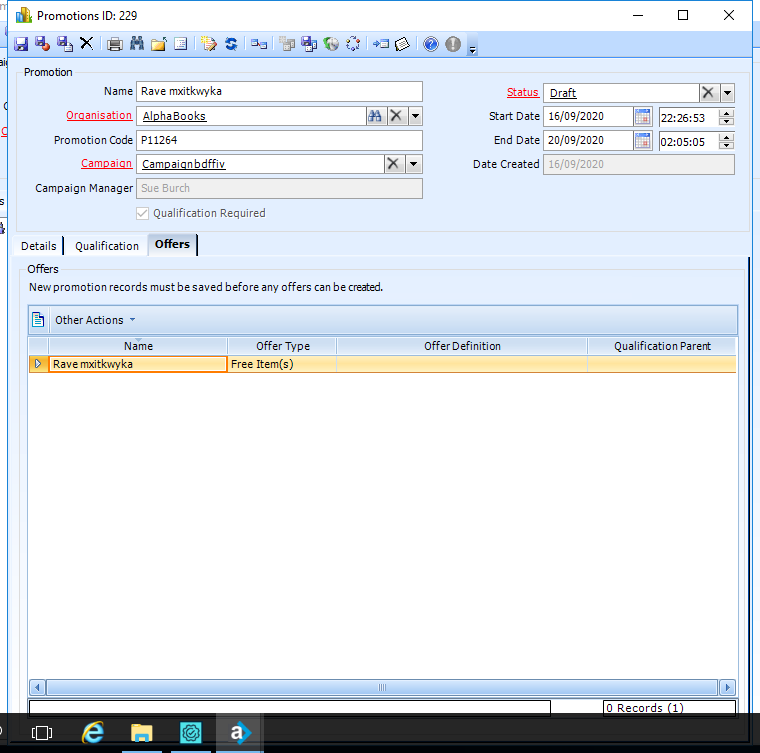 Promotions ID: 229
Promotion
Name Rave mxitkwyka
Status Draft
Organisation AlphaBooks
Start Date 16/09/2020 22:26:53
Promotion Code P11264
End Date 20/09/2020 02:05:05
Campaign Campaignbdffiv
Date Created 16/09/2020
Campaign Manager Sue Burch
Qualification Required
Details Qualification Offers
Offers
New promotion records must be saved before any offers can be created.
Other Actions
Name Offer Type Offer Definition Qualification Parent
Rave mxitkwyka Free Item(s)
0 Records (1)